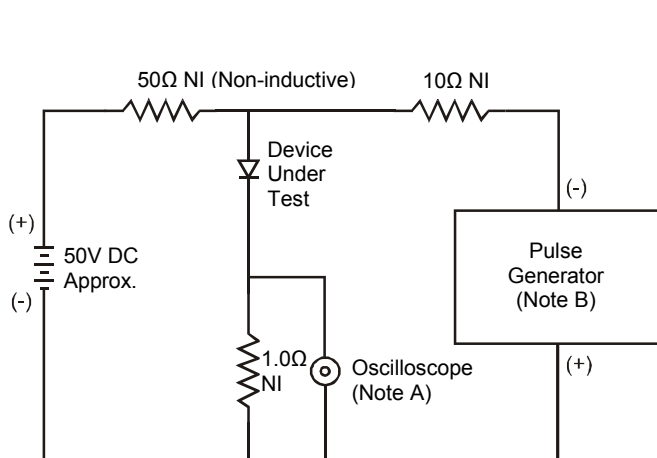 50Ω NI (Non-inductive)
10Ω NI
Device
Under
Test
(-)
(+)
50V DC
Approx.
(-)
Pulse
Generator
(Note B)
1.0Ω
NI
Oscilloscope
(Note A)
(+)